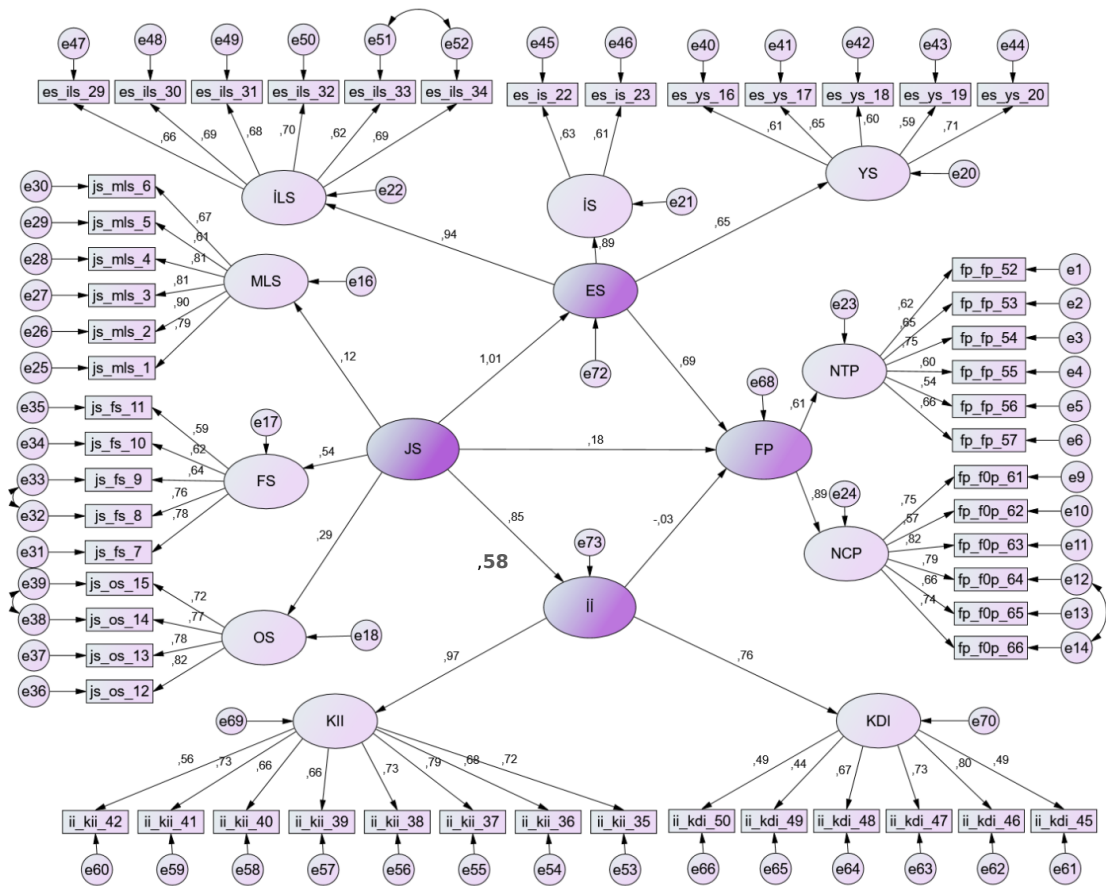 e47 e48 e49 e50 e51 e52 e45 e46 e40 e41 e42 e43 e44
es_ils_29 es_ils_30 es_ils_31 es_ils_32 es_ils_33 es_ils_34 es_is_22 es_is_23 es_ys_16 es_ys_17 es_ys_18 es_ys_19 es_ys_20
,66 ,69 ,68 ,70 ,62 ,69 ,63 ,61 ,61 ,65 ,60 ,59 ,71
İLS e22 İS e21 YS e20
e30 js_mls_6 ,67
e29 js_mls_5 ,61
e28 js_mls_4 ,81
e27 js_mls_3 ,81
e26 js_mls_2 ,90
e25 js_mls_1 ,79
MLS e16
,94 ,89 ,65
ES
e72
,12 1,01 ,69
e23 NTP
,62 fp_fp_52 e1
,65 fp_fp_53 e2
,75 fp_fp_54 e3
,60 fp_fp_55 e4
,54 fp_fp_56 e5
,66 fp_fp_57 e6
e35 js_fs_11 ,59
e34 js_fs_10 ,62
e33 js_fs_9 ,64
e32 js_fs_8 ,76
e31 js_fs_7 ,78
e17 FS ,54
JS ,18 e68 FP ,61
,89 e24 NCP
,75 fp_f0p_61 e9
,57 fp_f0p_62 e10
,82 fp_f0p_63 e11
,79 fp_f0p_64 e12
,66 fp_f0p_65 e13
,74 fp_f0p_66 e14
,29 ,85 -,03
,58
e73
İİ
e39 js_os_15 ,72
e38 js_os_14 ,77
e37 js_os_13 ,78
e36 js_os_12 ,82
OS e18
,97 ,76
e69 KII KDI e70
,56 ,73 ,66 ,66 ,73 ,79 ,68 ,72 ,49 ,44 ,67 ,73 ,80 ,49
ii_kii_42 ii_kii_41 ii_kii_40 ii_kii_39 ii_kii_38 ii_kii_37 ii_kii_36 ii_kii_35 ii_kdi_50 ii_kdi_49 ii_kdi_48 ii_kdi_47 ii_kdi_46 ii_kdi_45
e60 e59 e58 e57 e56 e55 e54 e53 e66 e65 e64 e63 e62 e61